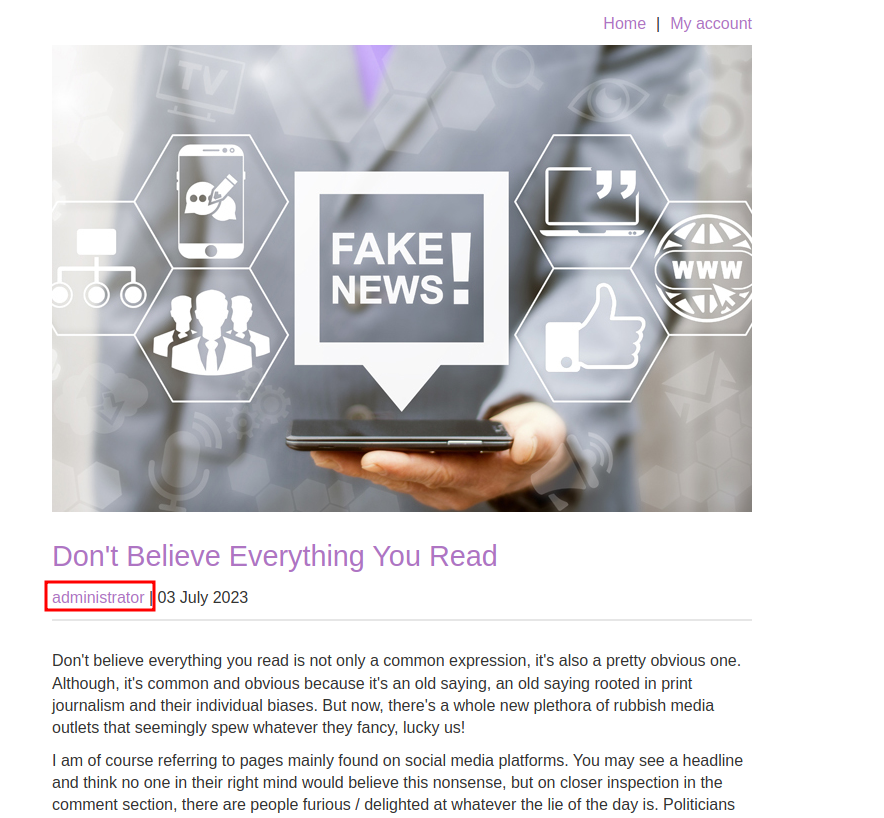 Home | My account
TV
FAKE
NEWS!
WWW
Don't Believe Everything You Read
administrator | 03 July 2023
Don't believe everything you read is not only a common expression, it's also a pretty obvious one.
Although, it's common and obvious because it's an old saying, an old saying rooted in print
journalism and their individual biases. But now, there's a whole new plethora of rubbish media
outlets that seemingly spew whatever they fancy, lucky us!
I am of course referring to pages mainly found on social media platforms. You may see a headline
and think no one in their right mind would believe this nonsense, but on closer inspection in the
comment section, there are people furious / delighted at whatever the lie of the day is. Politicians